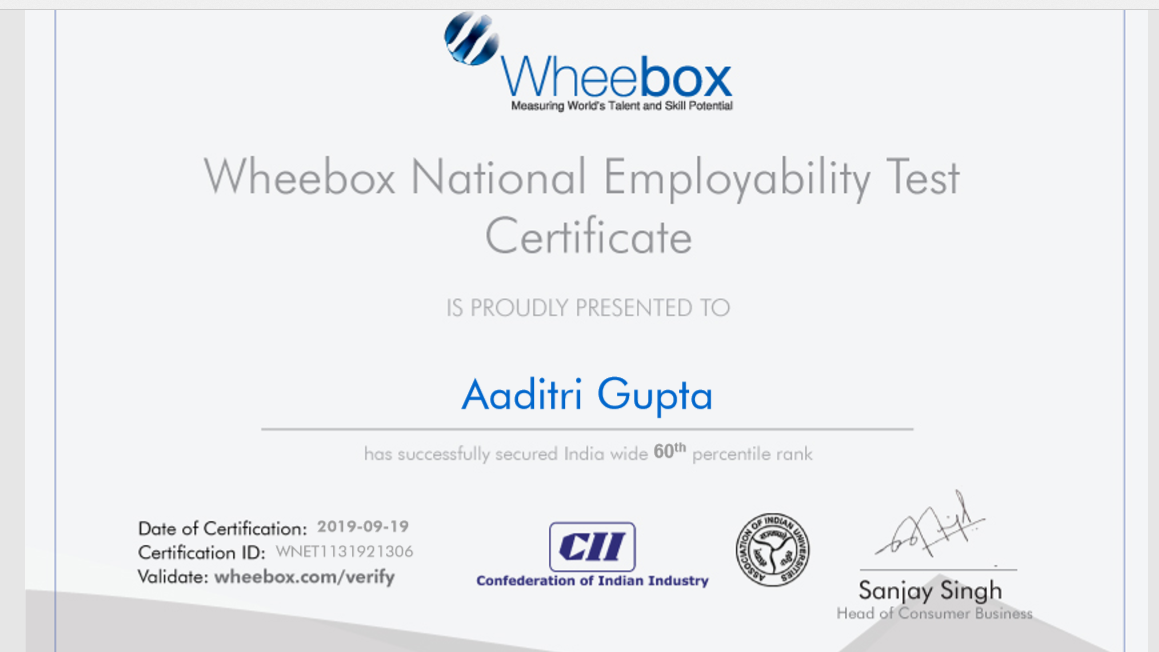 Wheebox
Measuring World's Talent and Skill Potential
Wheebox National Employability Test
Certificate
IS PROUDLY PRESENTED TO
Aaditri Gupta
has successfully secured India wide 60th percentile rank
Date of Certification: 2019-09-19
Certification ID: WNET1131921306
Validate: wheebox.com/verify
CII
Confederation of Indian Industry
ASSOCIATION OF INDIAN UNIVERSITIES
Sanjay Singh
Head of Consumer Business